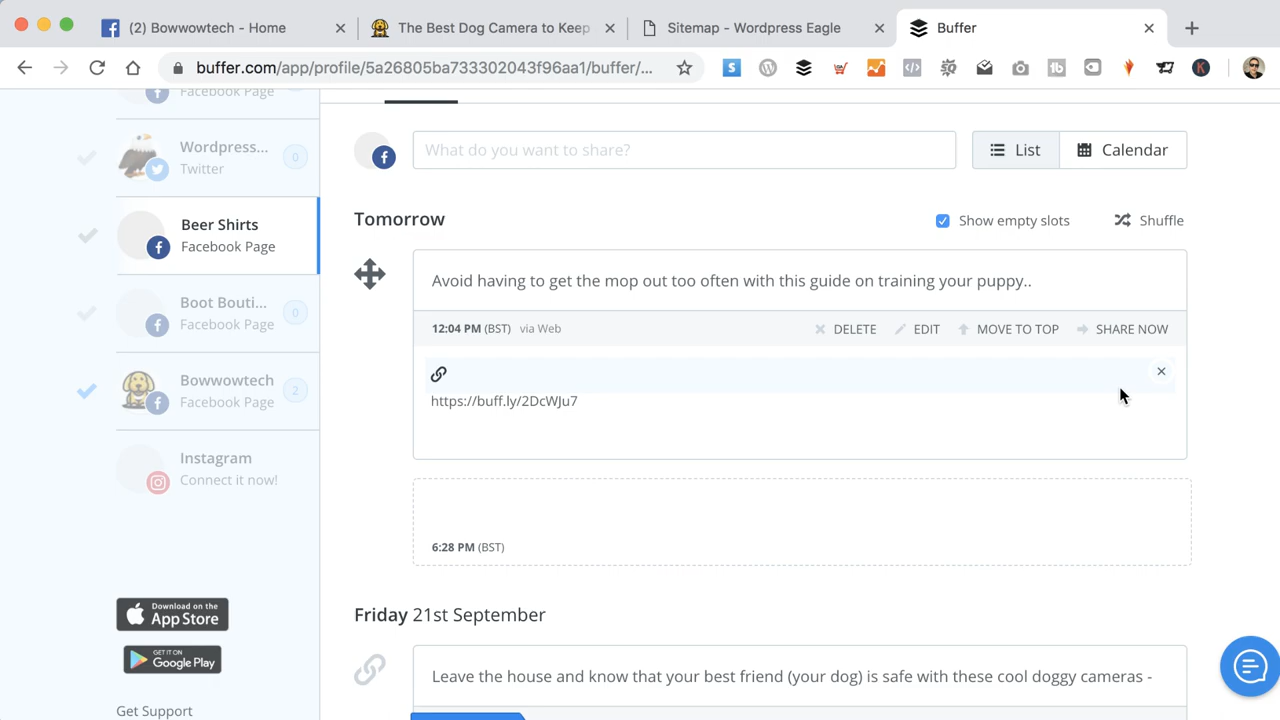 (2) Bowwowtech - Home
The Best Dog Camera to Keep
Sitemap - Wordpress Eagle
Buffer
buffer.com/app/profile/5a26805ba733302043f96aa1/buffer/...
Facebook Page
Wordpress...
Twitter
0
Beer Shirts
Facebook Page
Boot Bouti...
Facebook Page
0
Bowwowtech
Facebook Page
2
Instagram
Connect it now!
Download on the
App Store
GET IT ON
Google Play
Get Support
What do you want to share?
List
Calendar
Tomorrow
Show empty slots
Shuffle
Avoid having to get the mop out too often with this guide on training your puppy..
12:04 PM (BST) via Web
DELETE
EDIT
MOVE TO TOP
SHARE NOW
https://buff.ly/2DcWJu7
6:28 PM (BST)
Friday 21st September
Leave the house and know that your best friend (your dog) is safe with these cool doggy cameras -